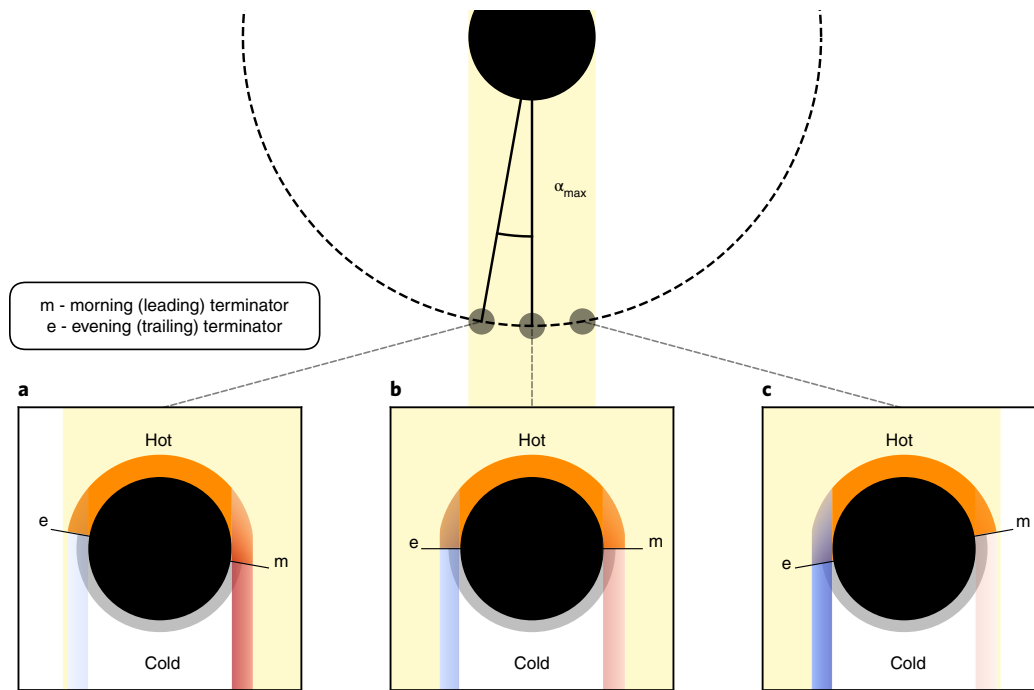 α_max
m - morning (leading) terminator
e - evening (trailing) terminator
a
b
c
Hot
e
m
Cold
Hot
e
m
Cold
Hot
m
e
Cold